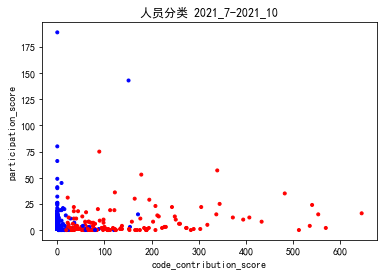 人员分类 2021_7-2021_10
participation_score
175
150
125
100
75
50
25
0
0 100 200 300 400 500 600
code_contribution_score